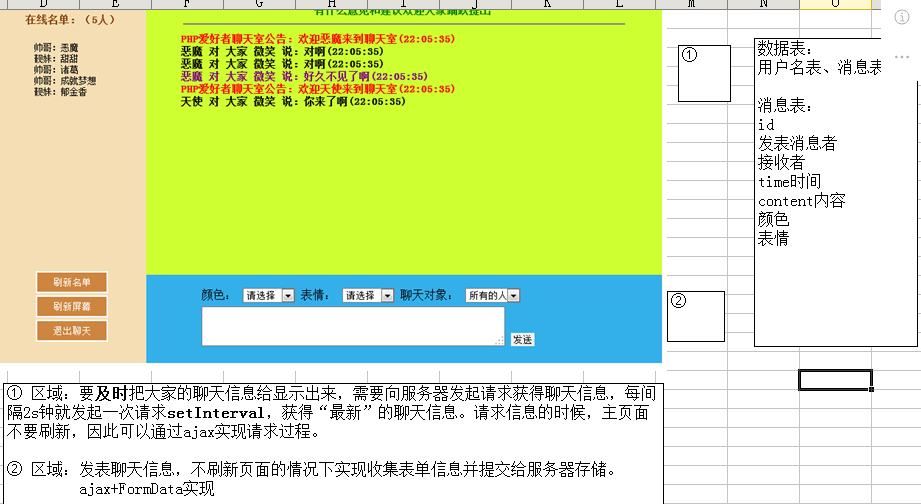 D E F G H I J K L M N O
在线名单：（5人）
帅哥：恶魔
靓妹：甜甜
帅哥：诸葛
帅哥：成就梦想
靓妹：郁金香
刷新名单
刷新屏幕
退出聊天
有什么意见和建议欢迎大家踊跃提出
PHP爱好者聊天室公告：欢迎恶魔来到聊天室(22:05:35)
恶魔 对 大家 微笑 说：对啊(22:05:35)
恶魔 对 大家 微笑 说：对啊(22:05:35)
恶魔 对 大家 微笑 说：好久不见了啊(22:05:35)
PHP爱好者聊天室公告：欢迎天使来到聊天室(22:05:35)
天使 对 大家 微笑 说：你来了啊(22:05:35)
颜色： 请选择 表情： 请选择 聊天对象： 所有的人
发送
①
②
数据表：
用户名表、消息表
消息表：
id
发表消息者
接收者
time时间
content内容
颜色
表情
① 区域：要及时把大家的聊天信息给显示出来，需要向服务器发起请求获得聊天信息，每间
隔2s钟就发起一次请求setInterval，获得“最新”的聊天信息。请求信息的时候，主页面
不要刷新，因此可以通过ajax实现请求过程。
② 区域：发表聊天信息，不刷新页面的情况下实现收集表单信息并提交给服务器存储。
ajax+FormData实现